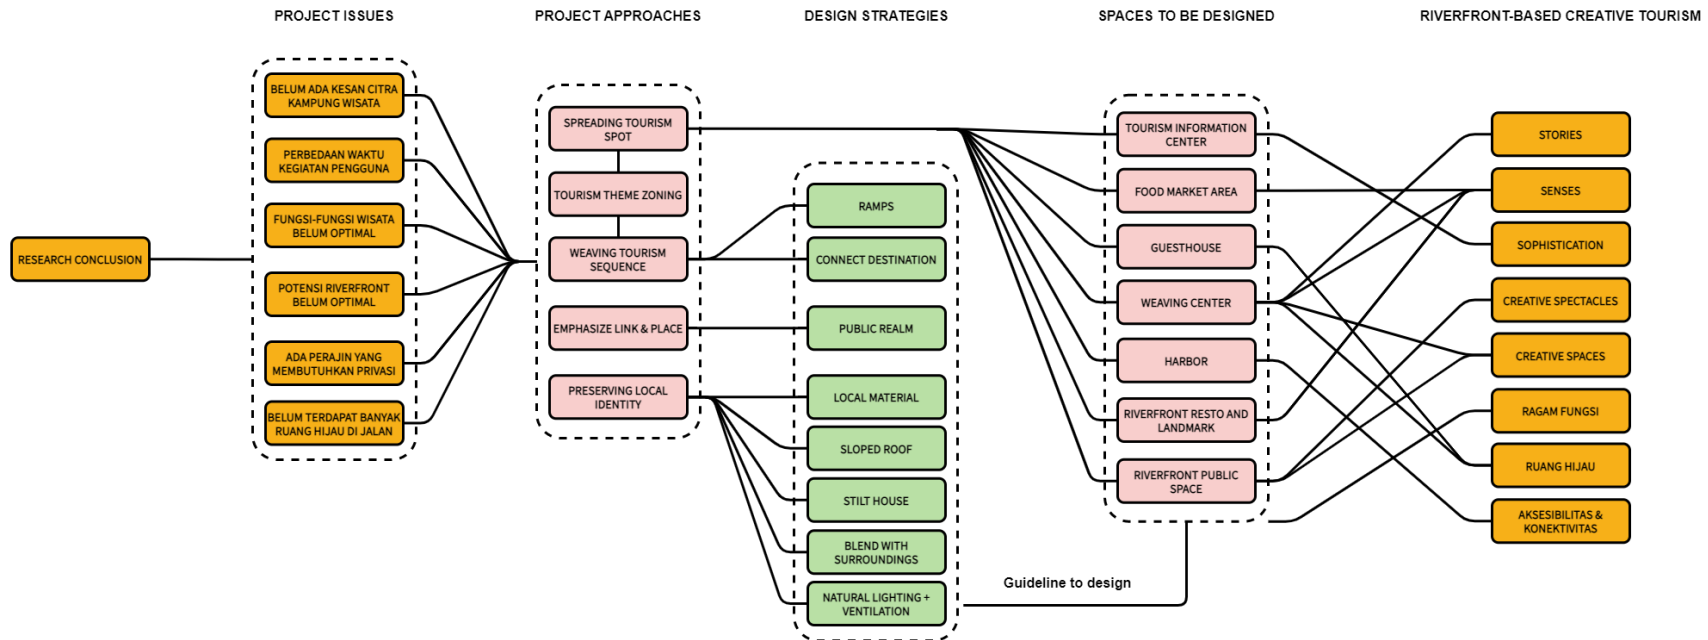 PROJECT ISSUES
PROJECT APPROACHES
DESIGN STRATEGIES
SPACES TO BE DESIGNED
RIVERFRONT-BASED CREATIVE TOURISM
RESEARCH CONCLUSION
BELUM ADA KESAN CITRA
KAMPUNG WISATA
PERBEDAAN WAKTU
KEGIATAN PENGGUNA
FUNGSI-FUNGSI WISATA
BELUM OPTIMAL
POTENSI RIVERFRONT
BELUM OPTIMAL
ADA PERAJIN YANG
MEMBUTUHKAN PRIVASI
BELUM TERDAPAT BANYAK
RUANG HIJAU DI JALAN
SPREADING TOURISM
SPOT
TOURISM THEME ZONING
WEAVING TOURISM
SEQUENCE
EMPHASIZE LINK & PLACE
PRESERVING LOCAL
IDENTITY
RAMPS
CONNECT DESTINATION
PUBLIC REALM
LOCAL MATERIAL
SLOPED ROOF
STILT HOUSE
BLEND WITH
SURROUNDINGS
NATURAL LIGHTING +
VENTILATION
Guideline to design
TOURISM INFORMATION
CENTER
FOOD MARKET AREA
GUESTHOUSE
WEAVING CENTER
HARBOR
RIVERFRONT RESTO AND
LANDMARK
RIVERFRONT PUBLIC
SPACE
STORIES
SENSES
SOPHISTICATION
CREATIVE SPECTACLES
CREATIVE SPACES
RAGAM FUNGSI
RUANG HIJAU
AKSESIBILITAS &
KONEKTIVITAS